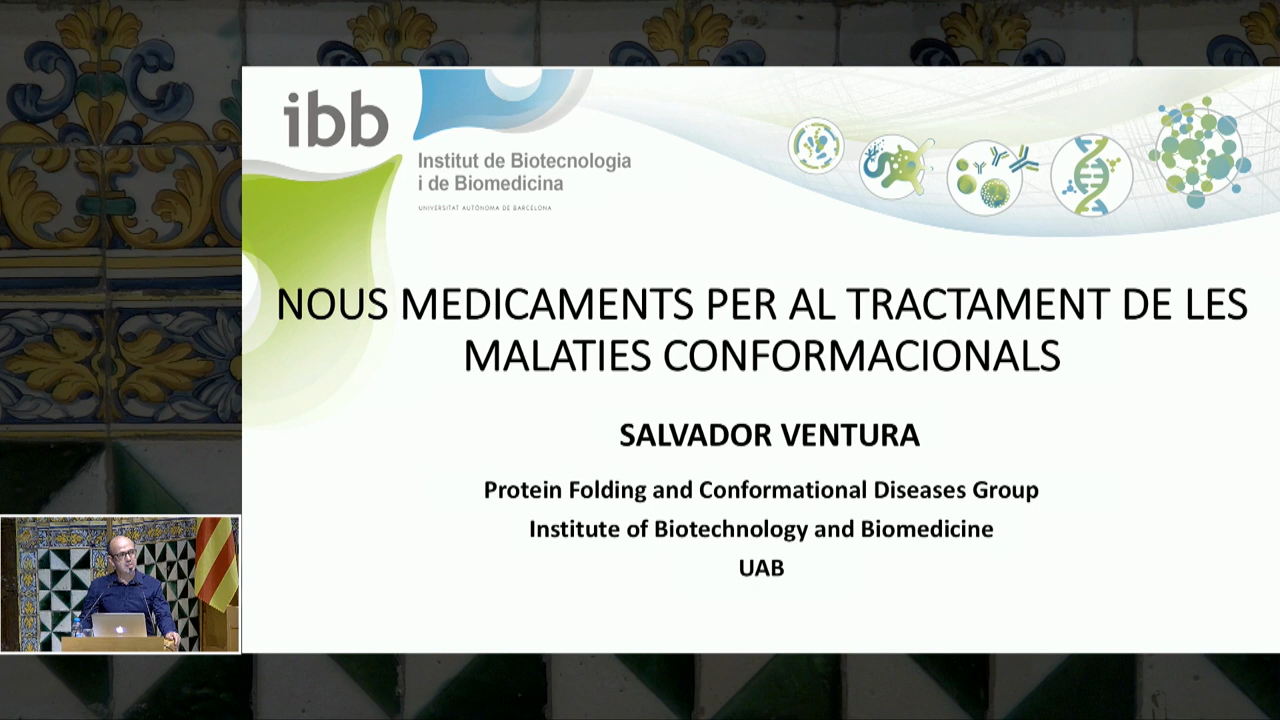 ibb
Institut de Biotecnologia
i de Biomedicina
UNIVERSITAT AUTÒNOMA DE BARCELONA
NOUS MEDICAMENTS PER AL TRACTAMENT DE LES
MALATIES CONFORMACIONALS
SALVADOR VENTURA
Protein Folding and Conformational Diseases Group
Institute of Biotechnology and Biomedicine
UAB